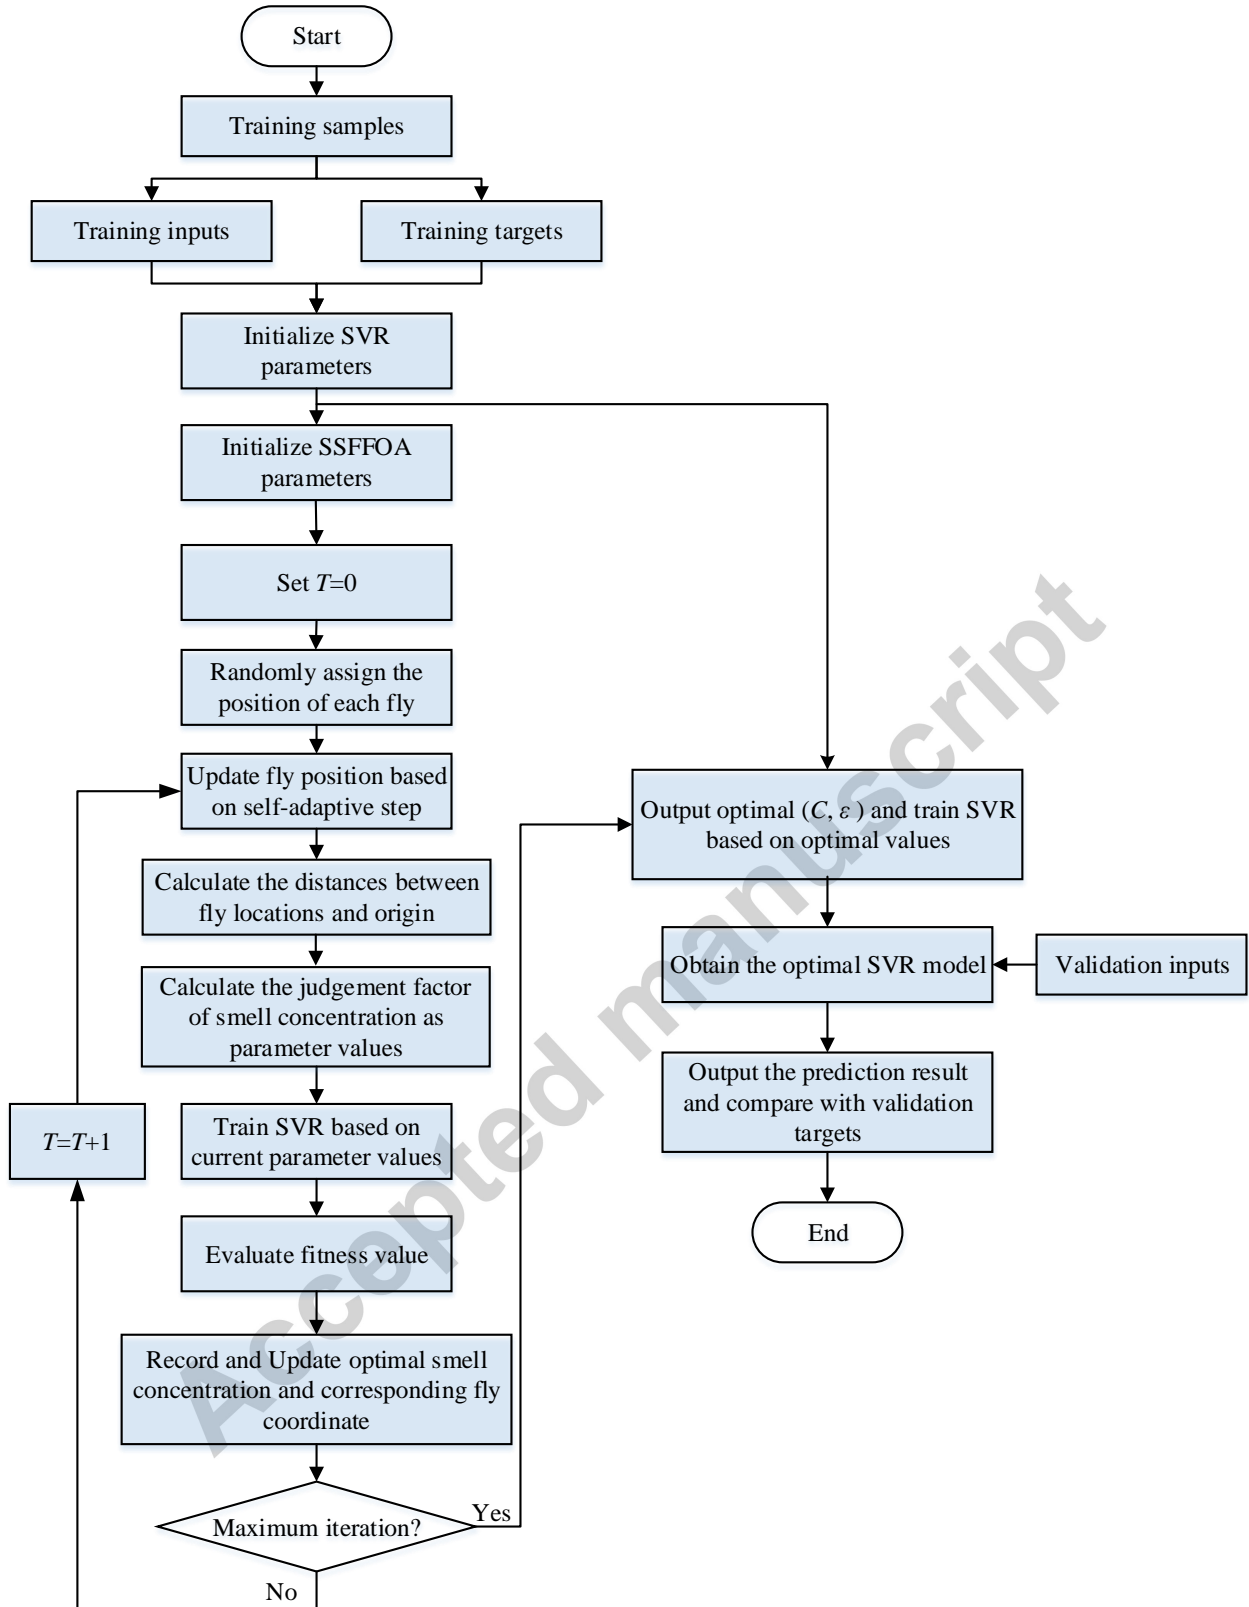 Start
Training samples
Training inputs
Training targets
Initialize SVR
parameters
Initialize SSFFOA
parameters
Set T=0
Randomly assign the
position of each fly
Update fly position based
on self-adaptive step
Calculate the distances between
fly locations and origin
Calculate the judgement factor
of smell concentration as
parameter values
Train SVR based on
current parameter values
T=T+1
Evaluate fitness value
Record and Update optimal smell
concentration and corresponding fly
coordinate
Maximum iteration?
Yes
No
Output optimal (C, ε ) and train SVR
based on optimal values
Obtain the optimal SVR model
Validation inputs
Output the prediction result
and compare with validation
targets
End
Accepted manuscript